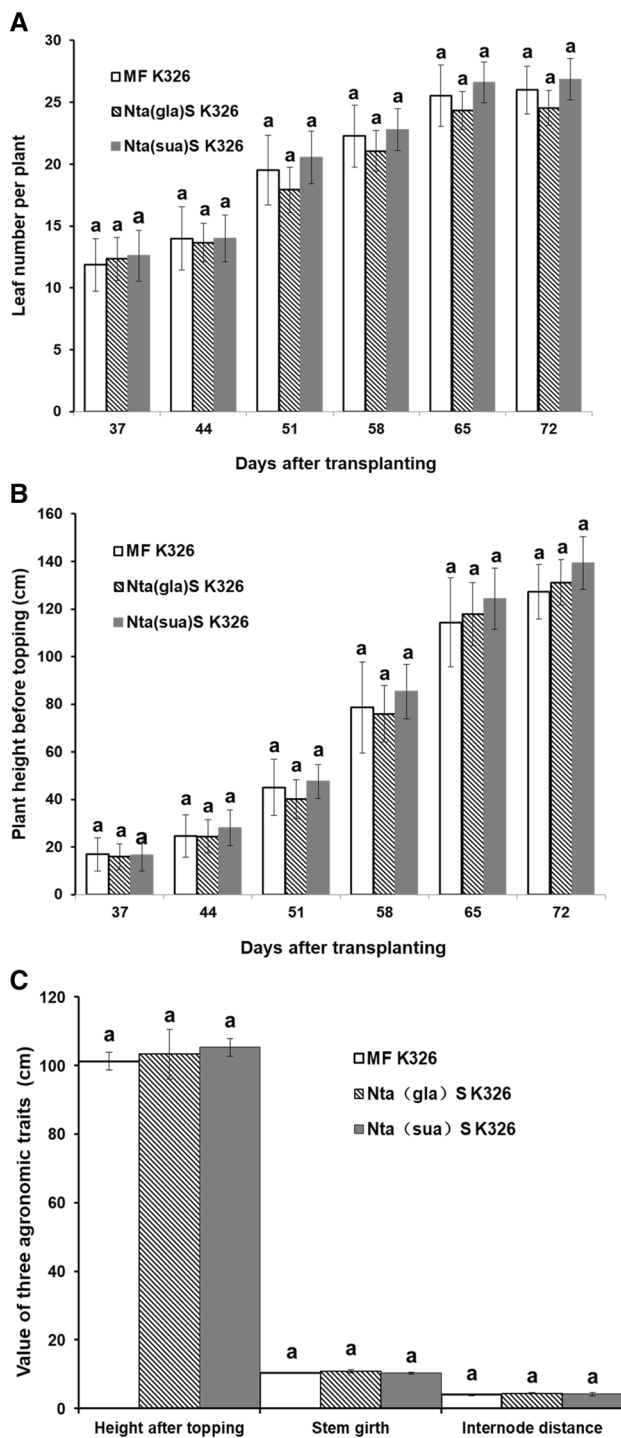 A
30
25
20
15
10
5
0
Leaf number per plant
MF K326
Nta(gla)S K326
Nta(sua)S K326
a a a a a a a a a a a a a a a a a a
37 44 51 58 65 72
Days after transplanting
B
160
140
120
100
80
60
40
20
0
Plant height before topping (cm)
MF K326
Nta(gla)S K326
Nta(sua)S K326
a a a a a a a a a a a a a a a a a a
37 44 51 58 65 72
Days after transplanting
C
120
100
80
60
40
20
0
Value of three agronomic traits (cm)
MF K326
Nta（gla）S K326
Nta（sua）S K326
a a a a a a a a a
Height after topping Stem girth Internode distance